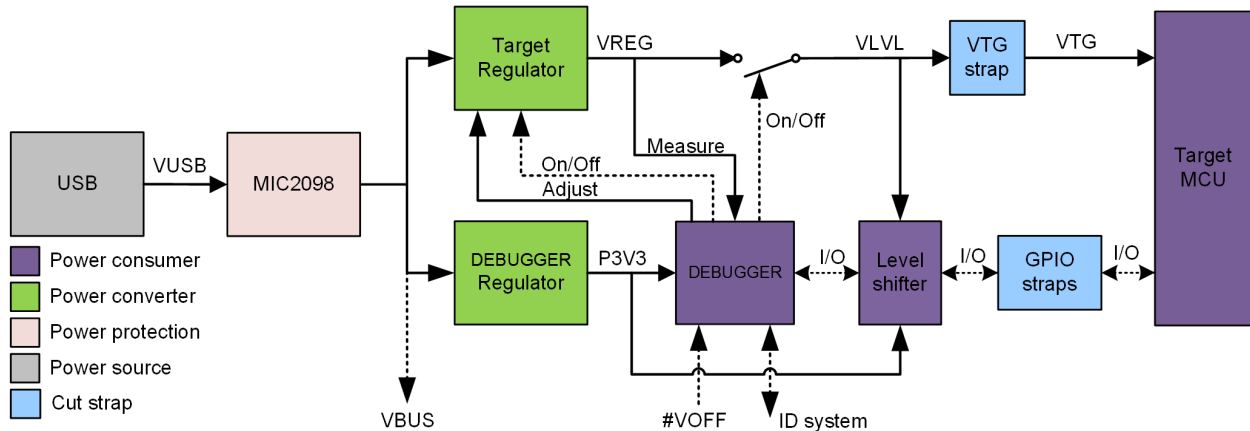 Target
Regulator
VREG
VLVL
VTG
strap
VTG
On/Off
Measure
On/Off
Adjust
USB
VUSB
MIC2098
Target
MCU
DEBUGGER
Regulator
P3V3
DEBUGGER
I/O
Level
shifter
I/O
GPIO
straps
I/O
Power consumer
Power converter
Power protection
Power source
Cut strap
VBUS
#VOFF
ID system